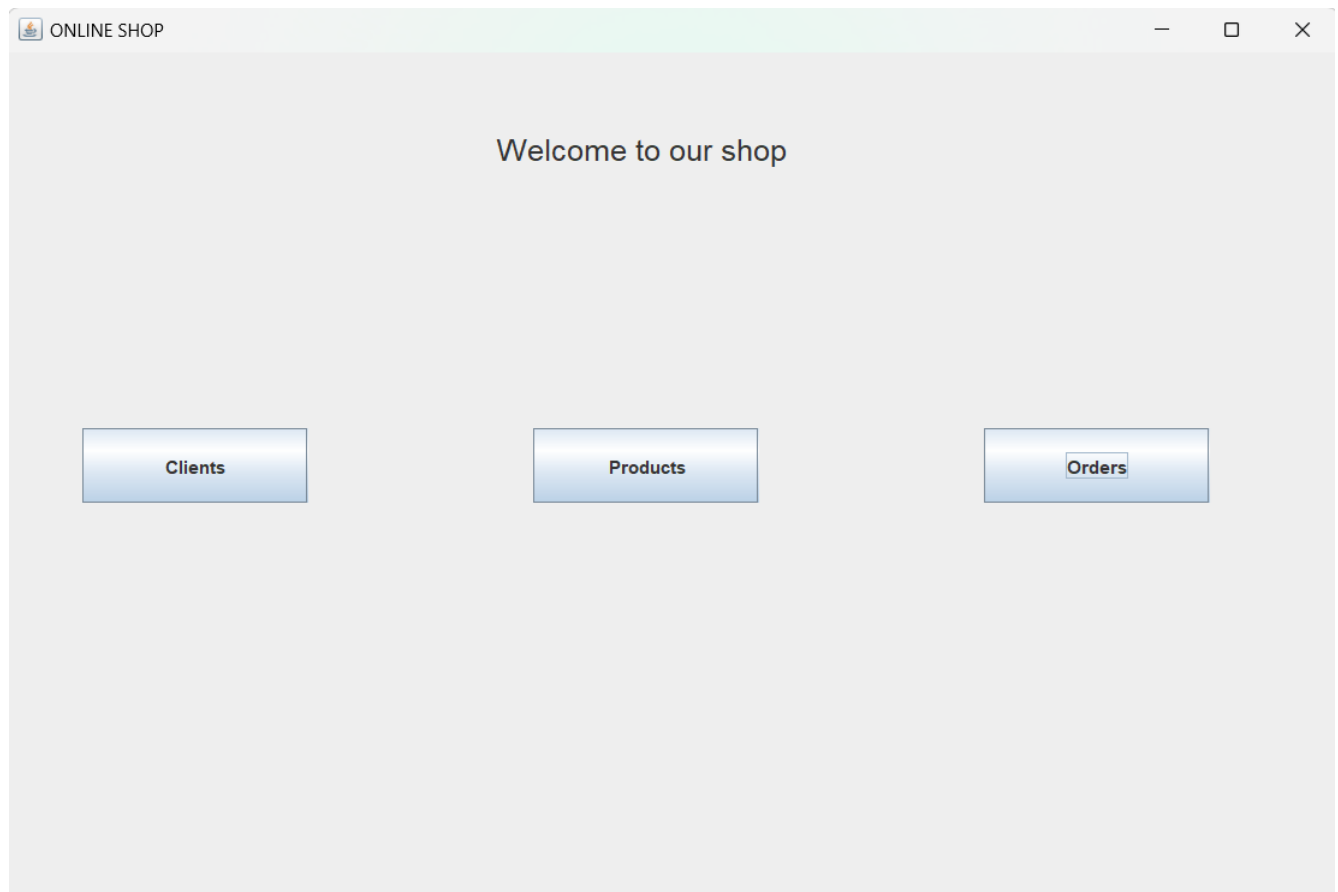 ONLINE SHOP
Welcome to our shop
Clients
Products
Orders